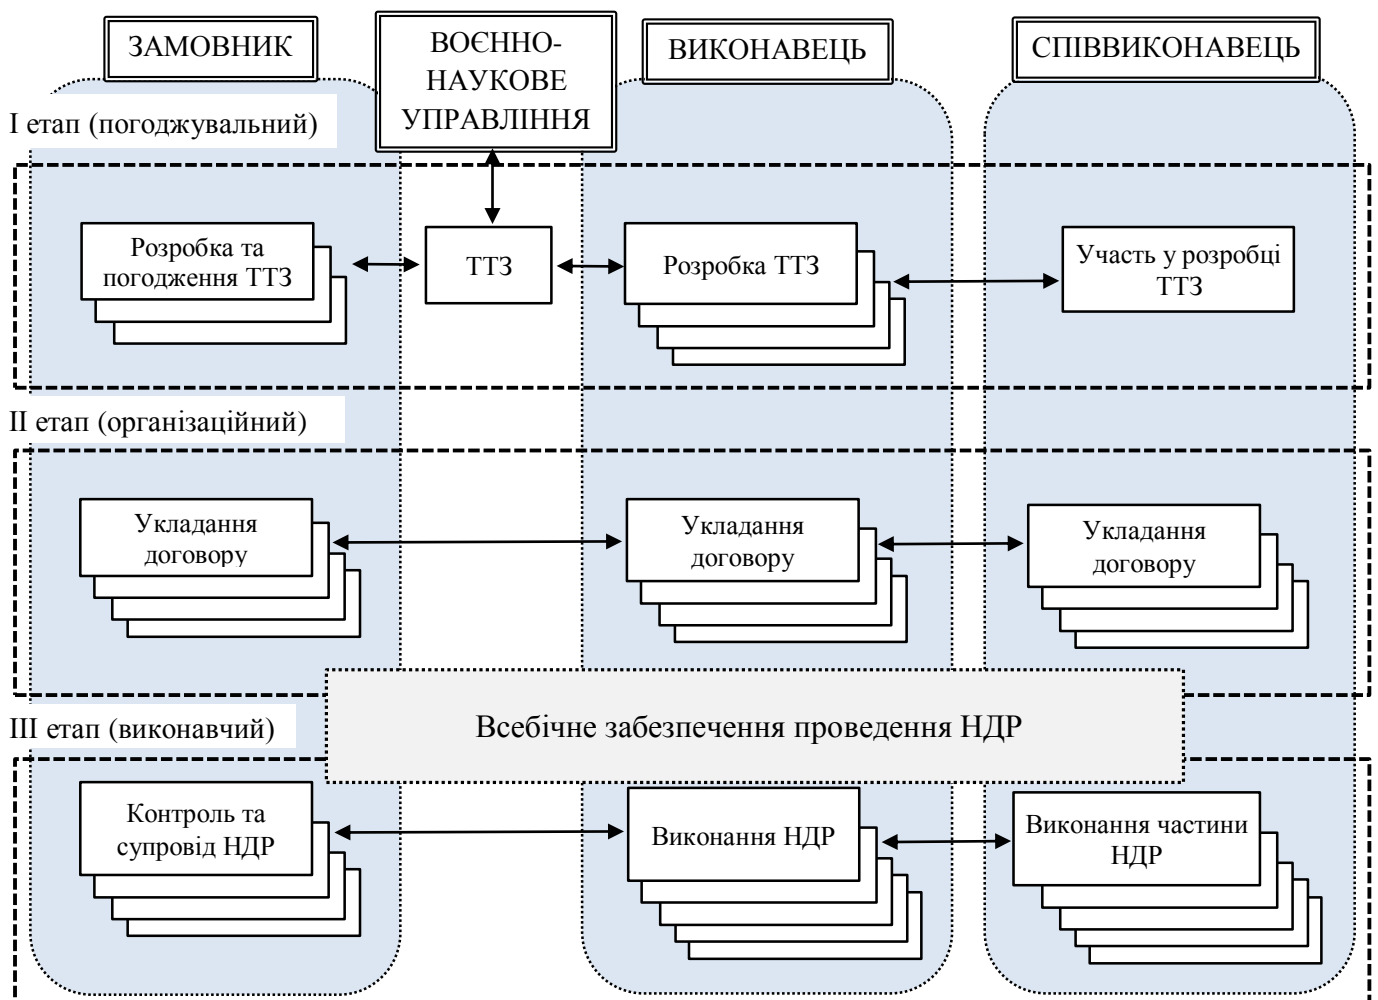 ЗАМОВНИК
ВОЄННО-
НАУКОВЕ
УПРАВЛІННЯ
ВИКОНАВЕЦЬ
СПІВВИКОНАВЕЦЬ
І етап (погоджувальний)
Розробка та
погодження ТТЗ
ТТЗ
Розробка ТТЗ
Участь у розробці
ТТЗ
ІІ етап (організаційний)
Укладання
договору
Укладання
договору
Укладання
договору
Всебічне забезпечення проведення НДР
ІІІ етап (виконавчий)
Контроль та
супровід НДР
Виконання НДР
Виконання частини
НДР